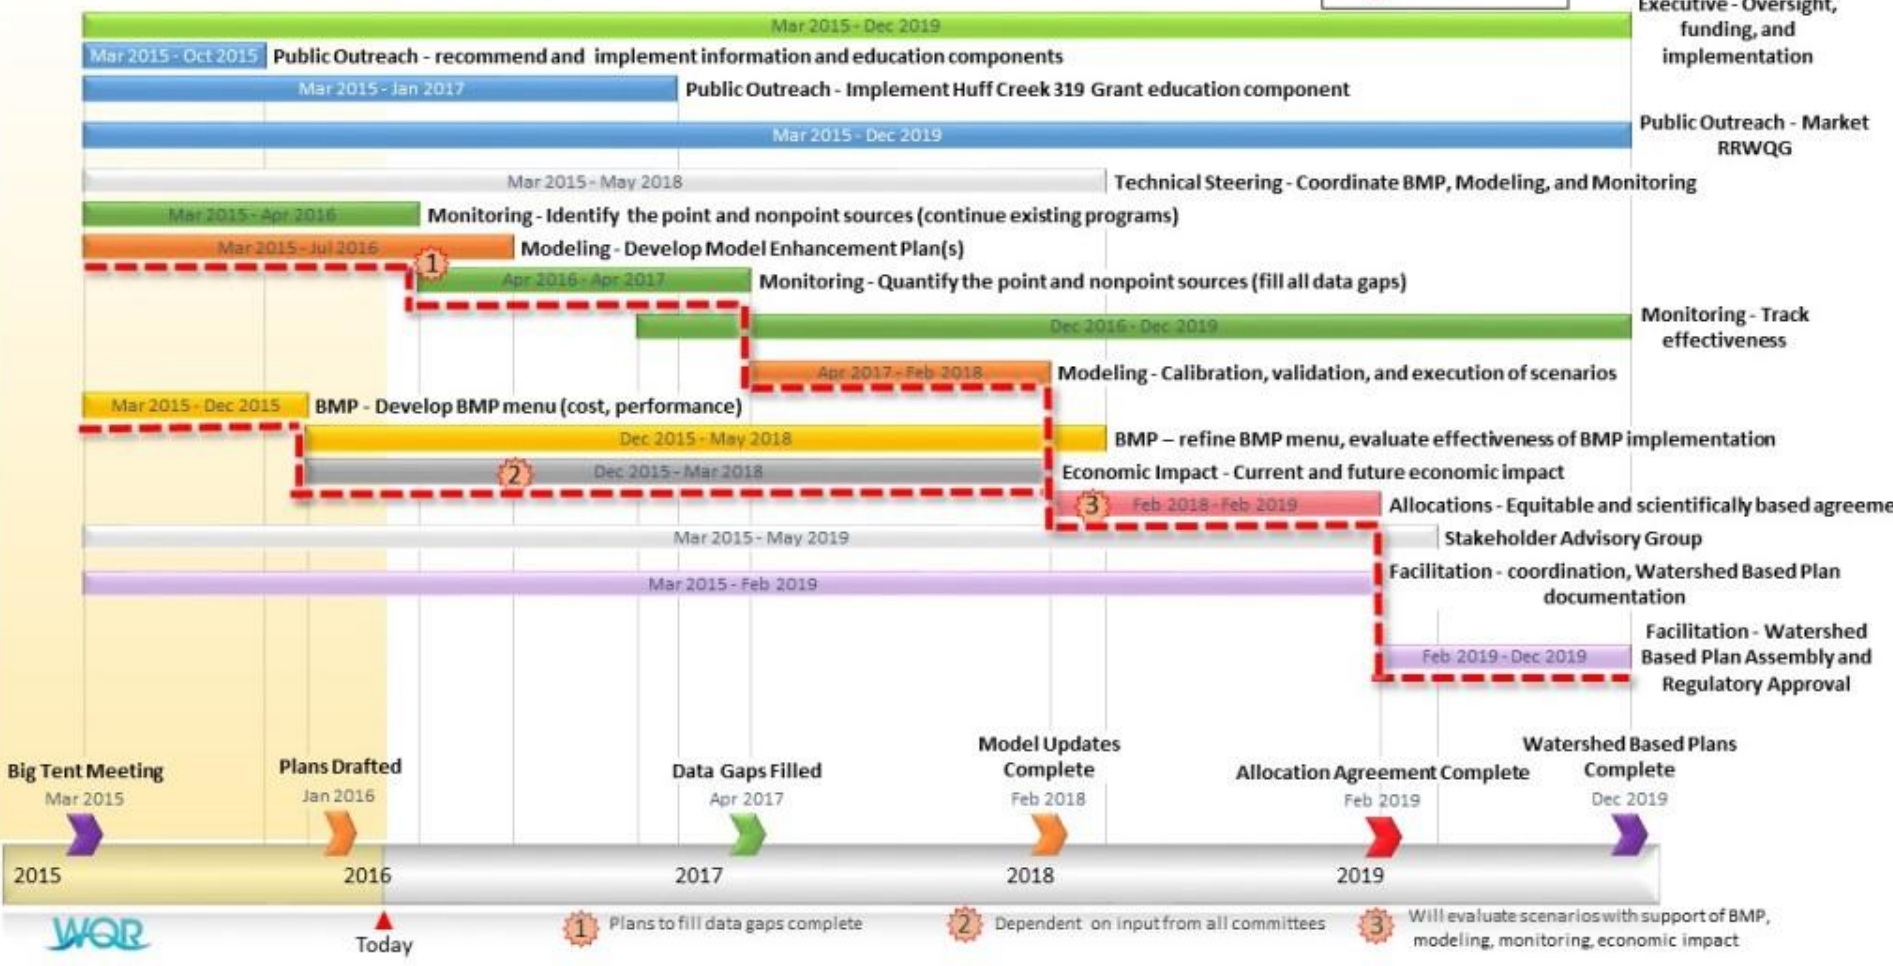 Executive - Oversight,
funding, and
implementation
Mar 2015 - Dec 2019
Mar 2015 - Oct 2015 Public Outreach - recommend and implement information and education components
Mar 2015 - Jan 2017 Public Outreach - Implement Huff Creek 319 Grant education component
Mar 2015 - Dec 2019
Public Outreach - Market
RRWQG
Mar 2015 - May 2018 Technical Steering - Coordinate BMP, Modeling, and Monitoring
Mar 2015 - Apr 2016 Monitoring - Identify the point and nonpoint sources (continue existing programs)
Mar 2015 - Jul 2016 Modeling - Develop Model Enhancement Plan(s)
1
Apr 2016 - Apr 2017 Monitoring - Quantify the point and nonpoint sources (fill all data gaps)
Dec 2016 - Dec 2019
Monitoring - Track
effectiveness
Apr 2017 - Feb 2018 Modeling - Calibration, validation, and execution of scenarios
Mar 2015 - Dec 2015 BMP - Develop BMP menu (cost, performance)
Dec 2015 - May 2018 BMP – refine BMP menu, evaluate effectiveness of BMP implementation
2 Dec 2015 - Mar 2018 Economic Impact - Current and future economic impact
3 Feb 2018 - Feb 2019 Allocations - Equitable and scientifically based agreeme
Mar 2015 - May 2019 Stakeholder Advisory Group
Mar 2015 - Feb 2019
Facilitation - coordination, Watershed Based Plan
documentation
Feb 2019 - Dec 2019
Facilitation - Watershed
Based Plan Assembly and
Regulatory Approval
Big Tent Meeting
Mar 2015
Plans Drafted
Jan 2016
Data Gaps Filled
Apr 2017
Model Updates
Complete
Feb 2018
Allocation Agreement Complete
Feb 2019
Watershed Based Plans
Complete
Dec 2019
2015 2016 2017 2018 2019
WQR
Today
1 Plans to fill data gaps complete
2 Dependent on input from all committees
3 Will evaluate scenarios with support of BMP,
modeling, monitoring, economic impact